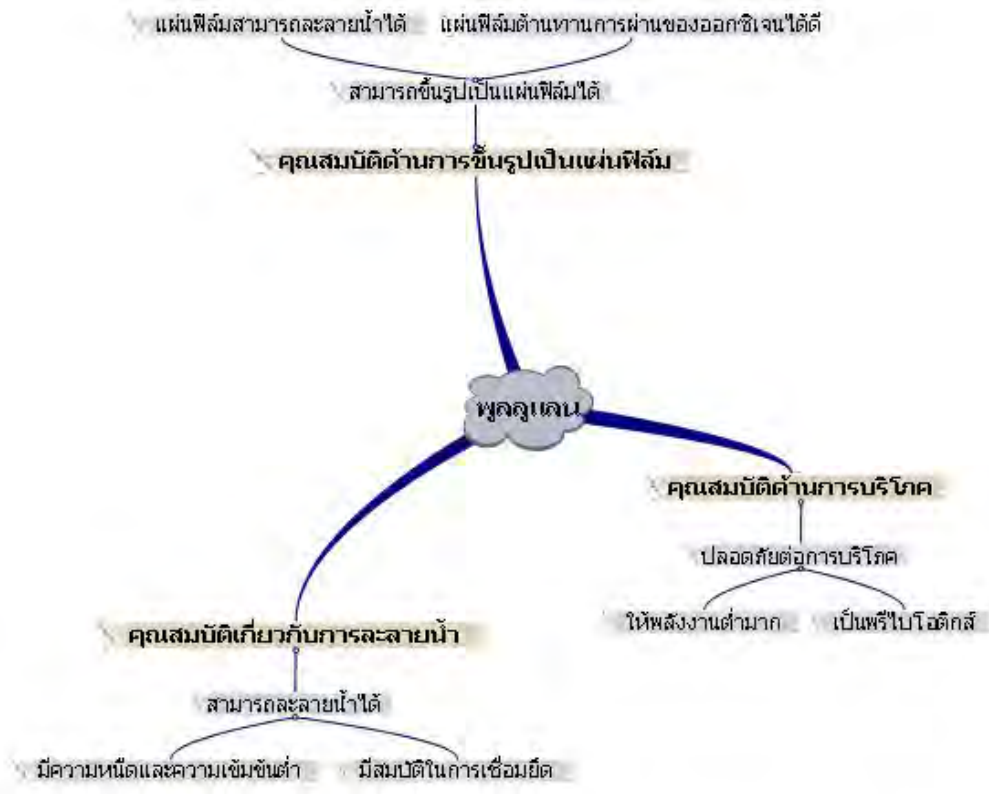 แผ่นฟิล์มสามารถละลายน้ำได้ แผ่นฟิล์มต้านทานการผ่านของออกซิเจนได้ดี
สามารถขึ้นรูปเป็นแผ่นฟิล์มได้
คุณสมบัติด้านการขึ้นรูปเป็นแผ่นฟิล์ม
พูลลูแลน
คุณสมบัติด้านการบริโภค
ปลอดภัยต่อการบริโภค
ให้พลังงานต่ำมาก เป็นพรีไบโอติกส์
คุณสมบัติเกี่ยวกับการละลายน้ำ
สามารถละลายน้ำได้
มีความหนืดและความเข้มข้นต่ำ มีสมบัติในการเชื่อมยึด